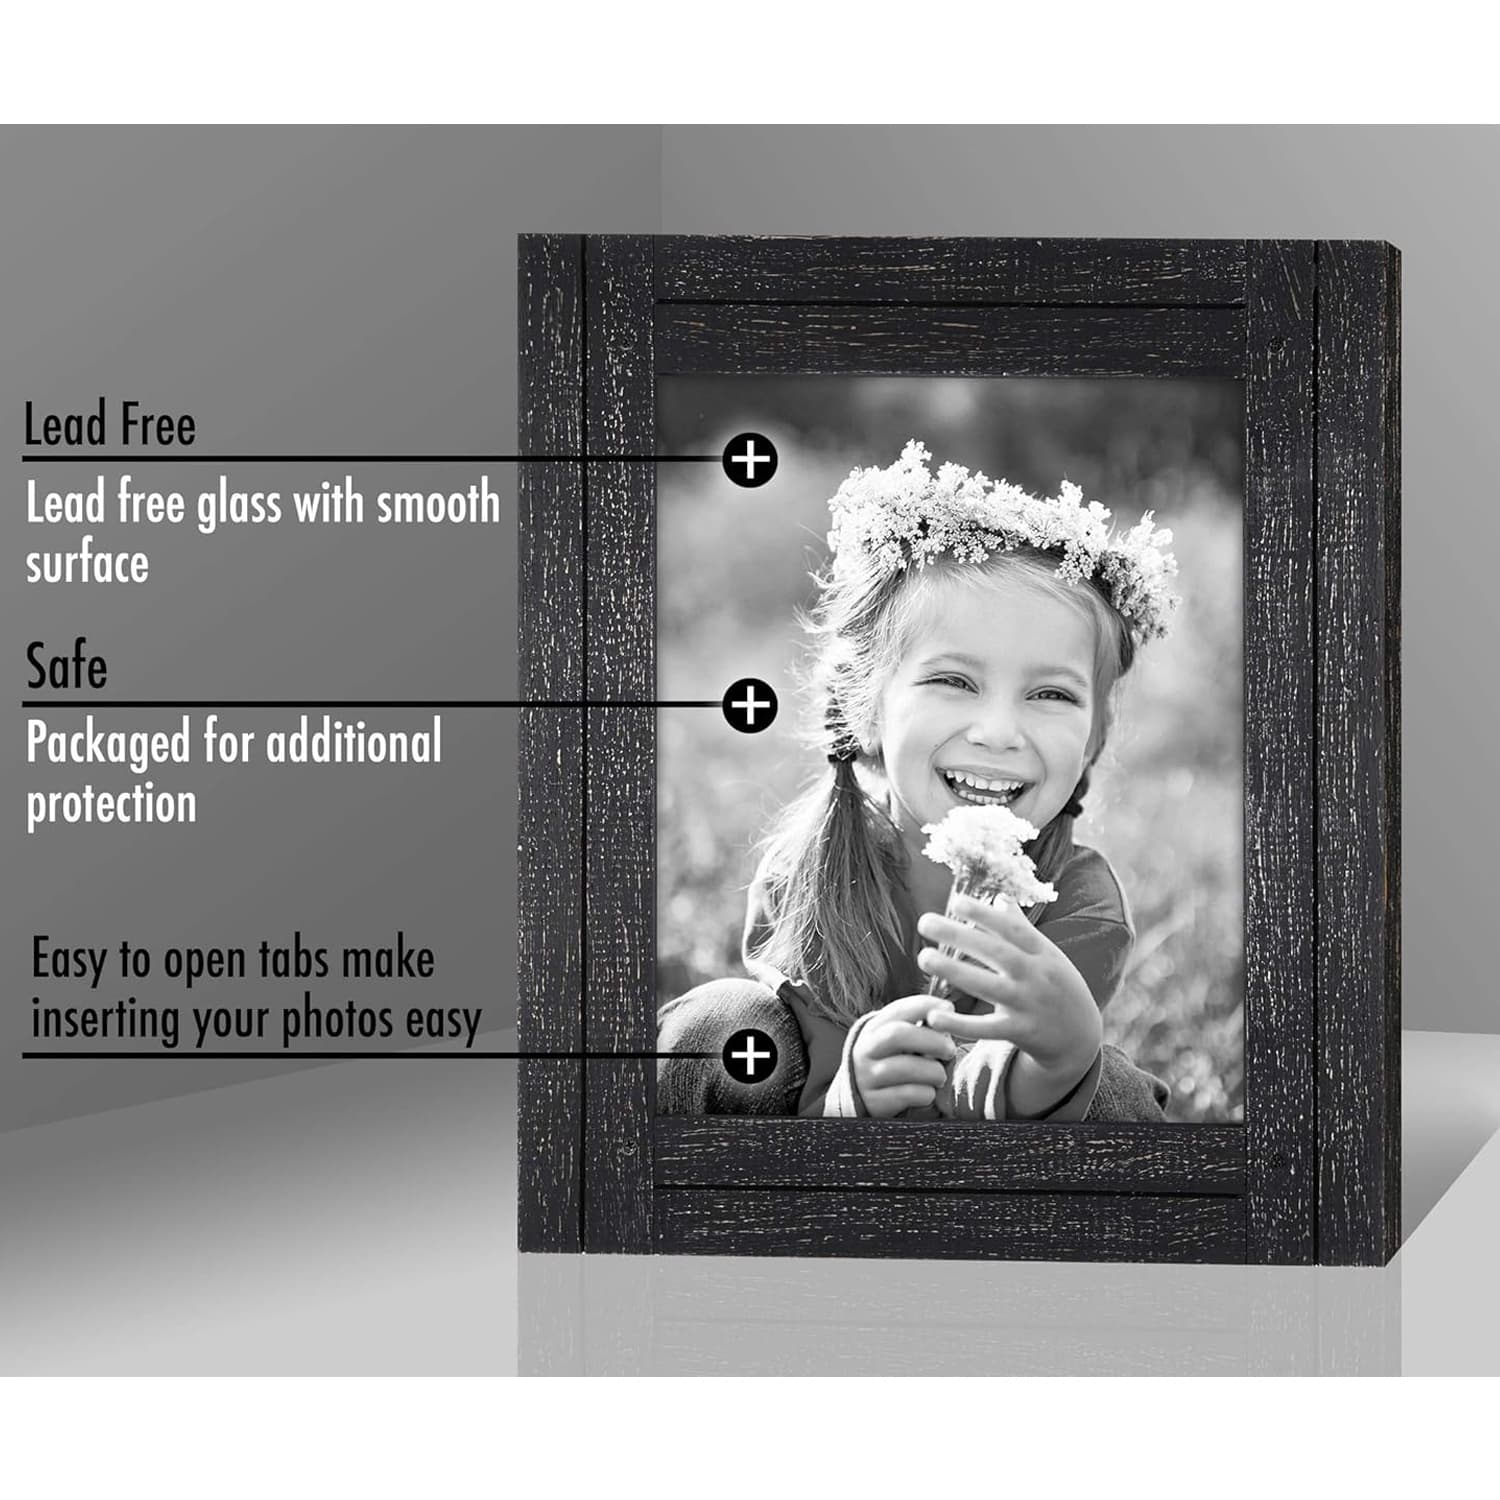 Lead Free
Lead free glass with smooth
surface
Safe
Packaged for additional
protection
Easy to open tabs make
inserting your photos easy